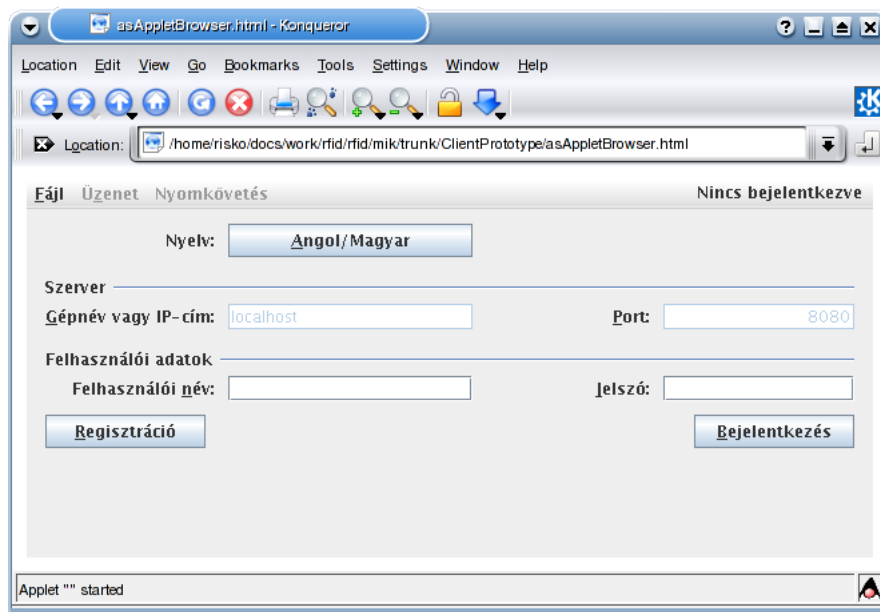 asAppletBrowser.html - Konqueror
Location Edit View Go Bookmarks Tools Settings Window Help
Location: /home/risko/docs/work/rfid/rfid/mik/trunk/ClientPrototype/asAppletBrowser.html
Fájl Üzenet Nyomkövetés Nincs bejelentkezve
Nyelv: Angol/Magyar
Szerver
Gépnév vagy IP-cím: localhost Port: 8080
Felhasználói adatok
Felhasználói név: Jelszó:
Regisztráció Bejelentkezés
Applet "" started